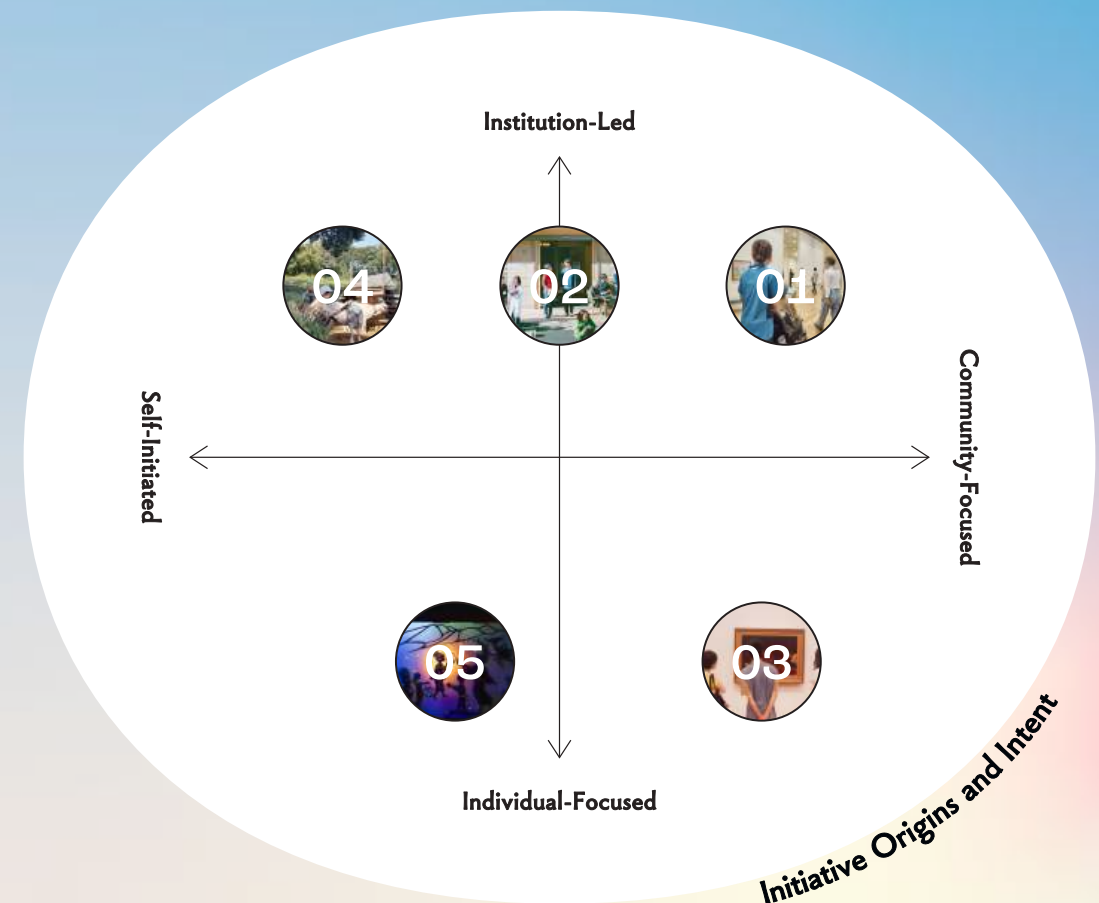 Institution-Led
04
02
01
Self-Initiated
Community-Focused
05
03
Individual-Focused
Initiative Origins and Intent